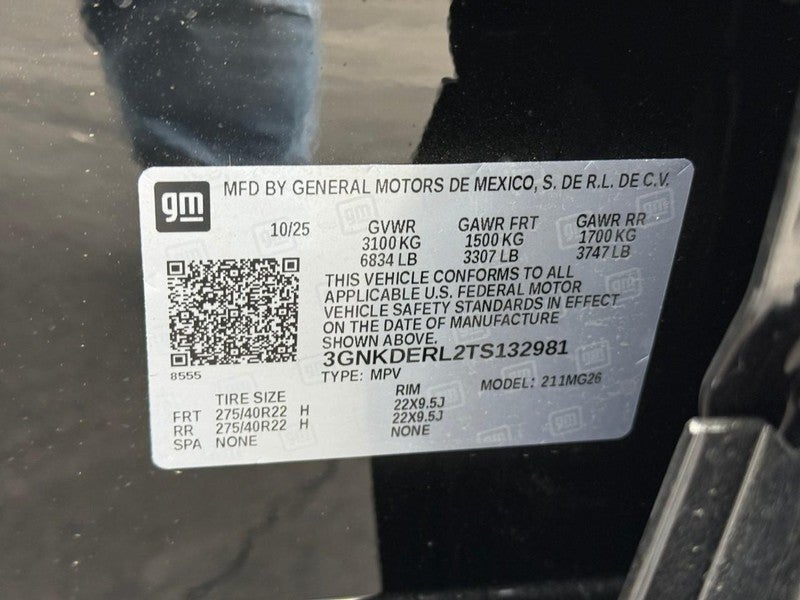 gm
MFD BY GENERAL MOTORS DE MEXICO, S. DE R.L. DE C.V.
10/25 GVWR GAWR FRT GAWR RR
3100 KG 1500 KG 1700 KG
6834 LB 3307 LB 3747 LB
THIS VEHICLE CONFORMS TO ALL
APPLICABLE U.S. FEDERAL MOTOR
VEHICLE SAFETY STANDARDS IN EFFECT
ON THE DATE OF MANUFACTURE
SHOWN ABOVE.
3GNKDERL2TS132981
8555
TYPE: MPV MODEL: 211MG26
TIRE SIZE RIM
FRT 275/40R22 H 22X9.5J
RR 275/40R22 H 22X9.5J
SPA NONE NONE